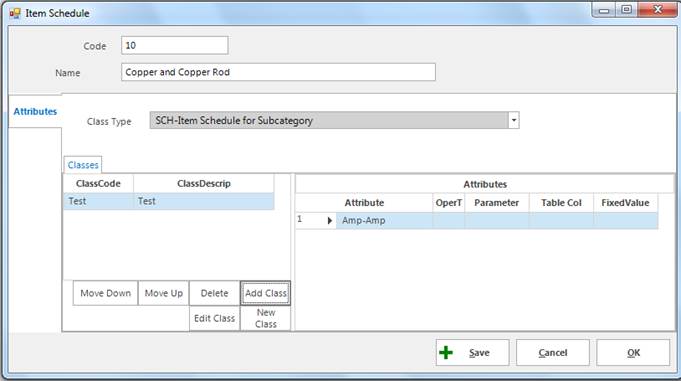 Item Schedule
Code 10
Name Copper and Copper Rod
Attributes
Class Type SCH-Item Schedule for Subcategory
Classes
ClassCode ClassDescrip
Test Test
Attributes
Attribute OperT Parameter Table Col FixedValue
1 Amp-Amp
Move Down Move Up Delete Add Class
Edit Class New
Class
Save Cancel OK